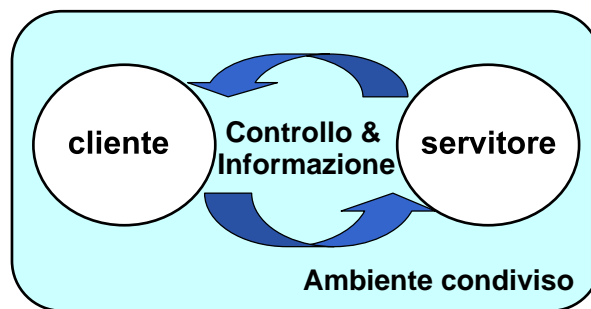 cliente
Controllo &
Informazione
servitore
Ambiente condiviso